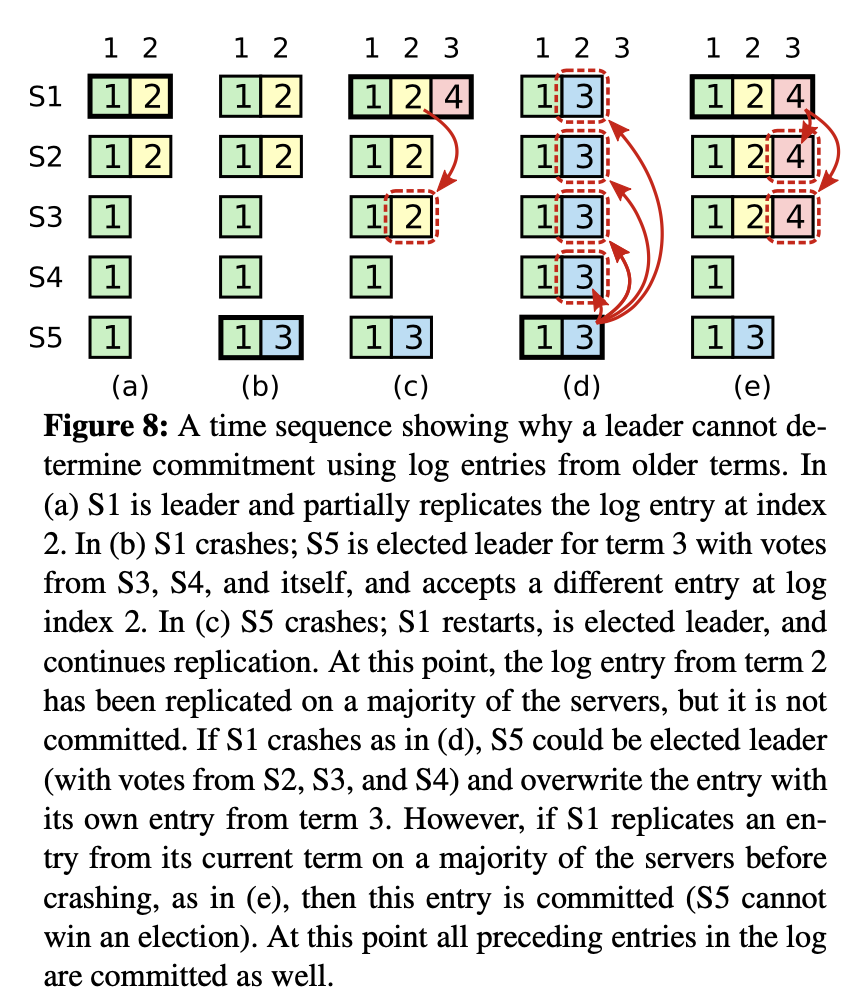 1 2 1 2 1 2 3 1 2 3 1 2 3
S1 1 2 1 2 1 2 4 1 3 1 2 4
S2 1 2 1 2 1 2 1 3 1 2 4
S3 1 1 1 2 1 3 1 2 4
S4 1 1 1 1 3 1
S5 1 1 3 1 3 1 3 1 3
(a) (b) (c) (d) (e)
Figure 8: A time sequence showing why a leader cannot de-
termine commitment using log entries from older terms. In
(a) S1 is leader and partially replicates the log entry at index
2. In (b) S1 crashes; S5 is elected leader for term 3 with votes
from S3, S4, and itself, and accepts a different entry at log
index 2. In (c) S5 crashes; S1 restarts, is elected leader, and
continues replication. At this point, the log entry from term 2
has been replicated on a majority of the servers, but it is not
committed. If S1 crashes as in (d), S5 could be elected leader
(with votes from S2, S3, and S4) and overwrite the entry with
its own entry from term 3. However, if S1 replicates an en-
try from its current term on a majority of the servers before
crashing, as in (e), then this entry is committed (S5 cannot
win an election). At this point all preceding entries in the log
are committed as well.